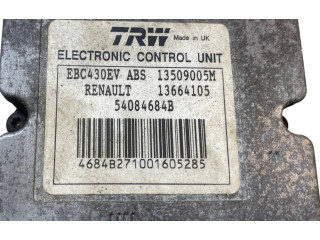 TRW Made in UK
ELECTRONIC CONTROL UNIT
EBC430EV ABS 13509005M
RENAULT 13664105
54084684B
4684B271001605285